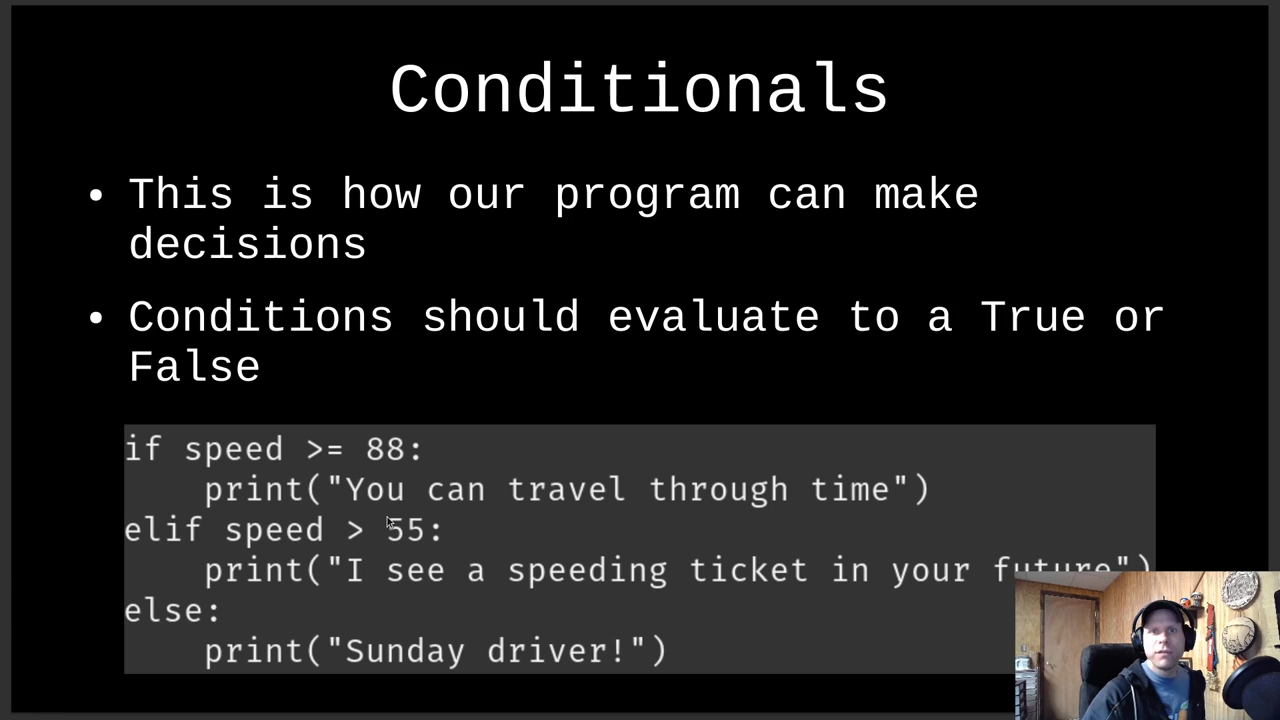 Conditionals
• This is how our program can make
decisions
• Conditions should evaluate to a True or
False
if speed >= 88:
    print("You can travel through time")
elif speed > 55:
    print("I see a speeding ticket in your future")
else:
    print("Sunday driver!")